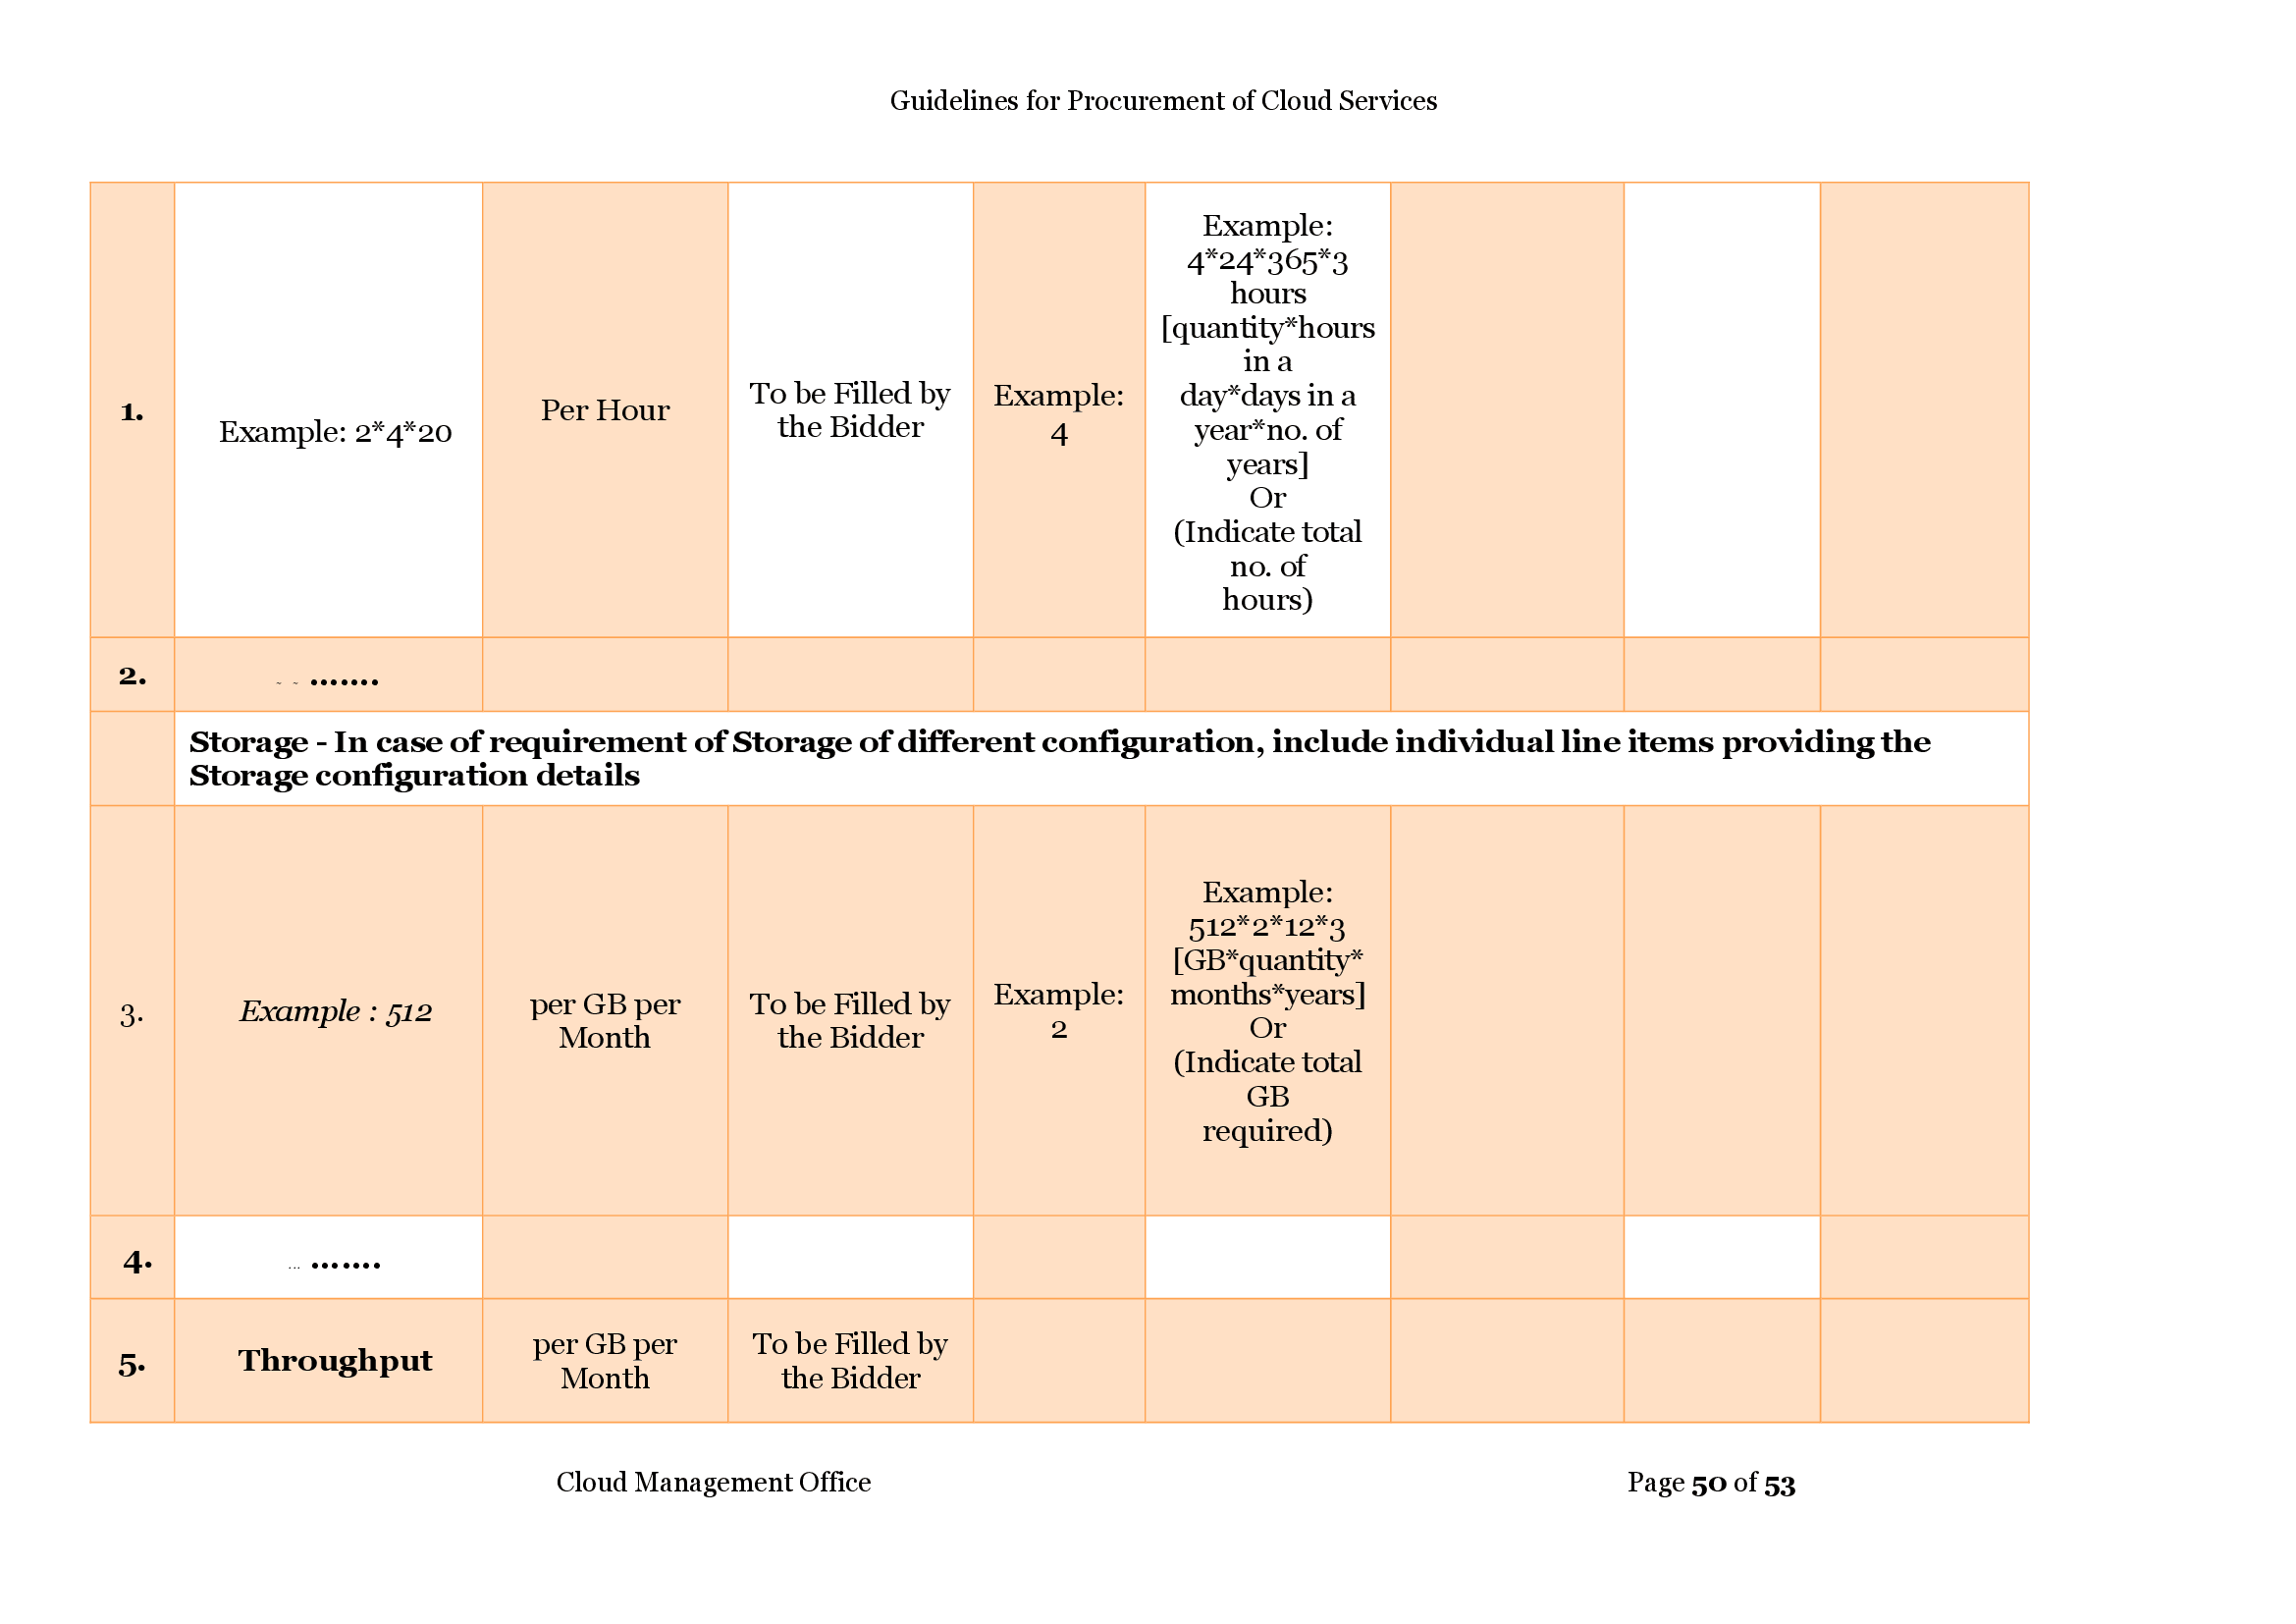 Guidelines for Procurement of Cloud Services
1.
Example: 2*4*20
Per Hour
To be Filled by
the Bidder
Example:
4
Example:
4*24*365*3
hours
[quantity*hours
in a
day*days in a
year*no. of
years]
Or
(Indicate total
no. of
hours)
2.
~ ~ .......
Storage - In case of requirement of Storage of different configuration, include individual line items providing the
Storage configuration details
3.
Example : 512
per GB per
Month
To be Filled by
the Bidder
Example:
2
Example:
512*2*12*3
[GB*quantity*
months*years]
Or
(Indicate total
GB
required)
4.
... .......
5.
Throughput
per GB per
Month
To be Filled by
the Bidder
Cloud Management Office
Page 50 of 53